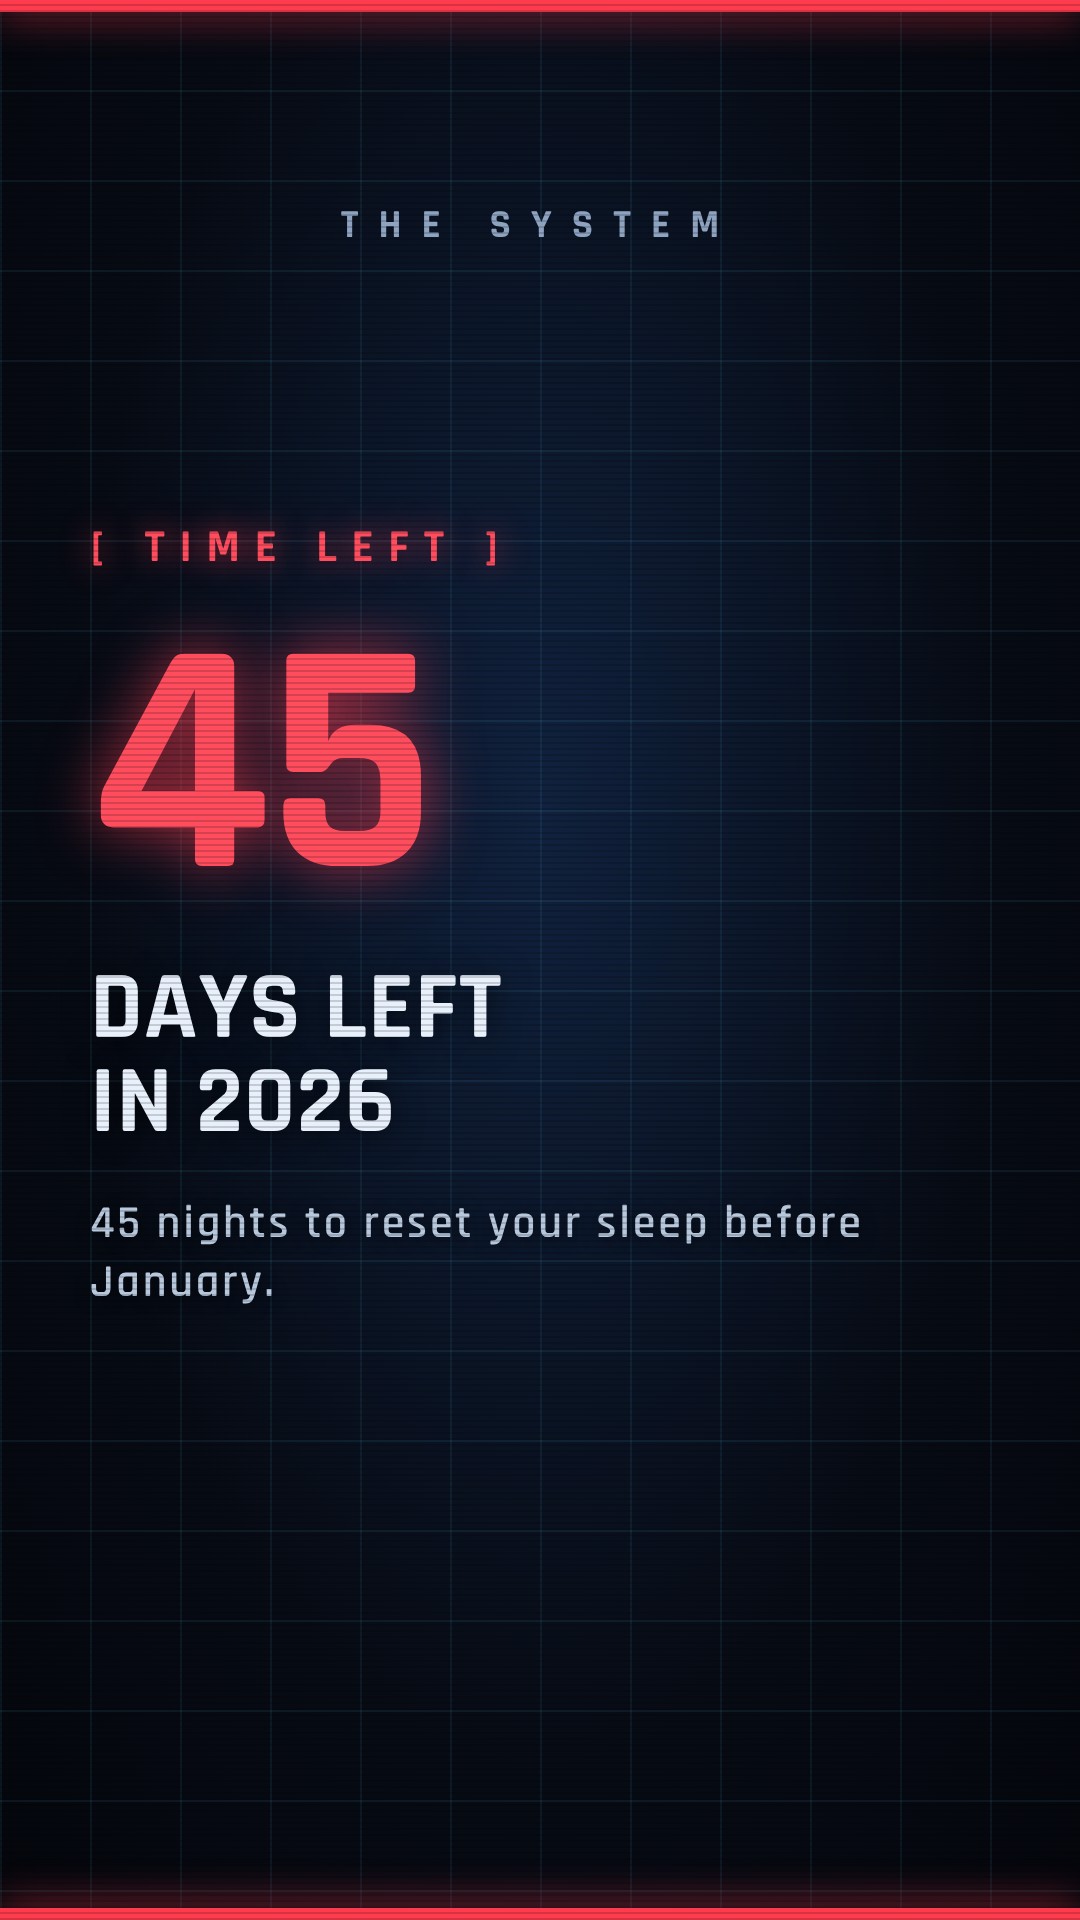 THE SYSTEM
[ TIME LEFT ]
45
DAYS LEFT
IN 2026
45 nights to reset your sleep before
January.